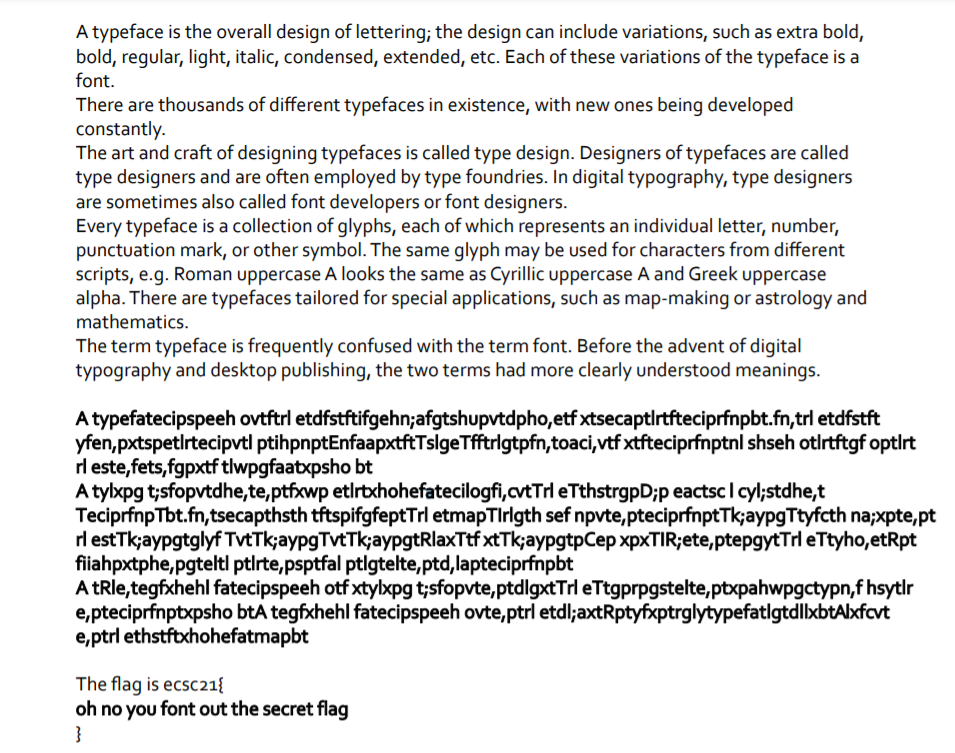 A typeface is the overall design of lettering; the design can include variations, such as extra bold,
bold, regular, light, italic, condensed, extended, etc. Each of these variations of the typeface is a
font.
There are thousands of different typefaces in existence, with new ones being developed
constantly.
The art and craft of designing typefaces is called type design. Designers of typefaces are called
type designers and are often employed by type foundries. In digital typography, type designers
are sometimes also called font developers or font designers.
Every typeface is a collection of glyphs, each of which represents an individual letter, number,
punctuation mark, or other symbol. The same glyph may be used for characters from different
scripts, e.g. Roman uppercase A looks the same as Cyrillic uppercase A and Greek uppercase
alpha. There are typefaces tailored for special applications, such as map-making or astrology and
mathematics.
The term typeface is frequently confused with the term font. Before the advent of digital
typography and desktop publishing, the two terms had more clearly understood meanings.
A typefatecipspeeh ovtftrl etdfstftifgehn;afgtshupvtdpho,etf xtsecaptlrtfteciprfnpbt.fn,trl etdfstft
yfen,pxtspetlrtecipvtl ptihpnptEnfaapxtftTslgeTfftrlgtpfn,toaci,vtf xtfteciprfnptnl shseh otlrtftgf optlrt
rl este,fets,fgpxtf tlwpgfaatxpsho bt
A tylxpg t;sfopvtdhe,te,ptfxwp etlrtxhohefatecilogfi,cvtTrl eTthstrgpD;p eactsc l cyl;stdhe,t
TeciprfnpTbt.fn,tsecapthsth tftspifgfeptTrl etmapTlrlgth sef npvte,pteciprfnptTk;aypgTtyfcth na;xpte,pt
rl estTk;aypgtglyf TvtTk;aypgTvtTk;aypgtRlaxTtf xtTk;aypgtpCep xpxTlR;ete,ptepgytTrl eTtyho,etRpt
fiiahpxtphe,pgteltl ptlrte,psptfal ptlgtelte,ptd,lapteciprfnpbt
A tRle,tegfxhehl fatecipspeeh otf xtylxpg t;sfopvte,ptdlgxtTrl eTtgprpgstelte,ptxpahwpgctypn,f hsytlr
e,pteciprfnptxpsho btA tegfxhehl fatecipspeeh ovte,ptrl etdl;axtRptyfxptrglytypefatlgtdllxbtAlxfcvt
e,ptrl ethstftxhohefatmapbt
The flag is ecsc21{
oh no you font out the secret flag
}